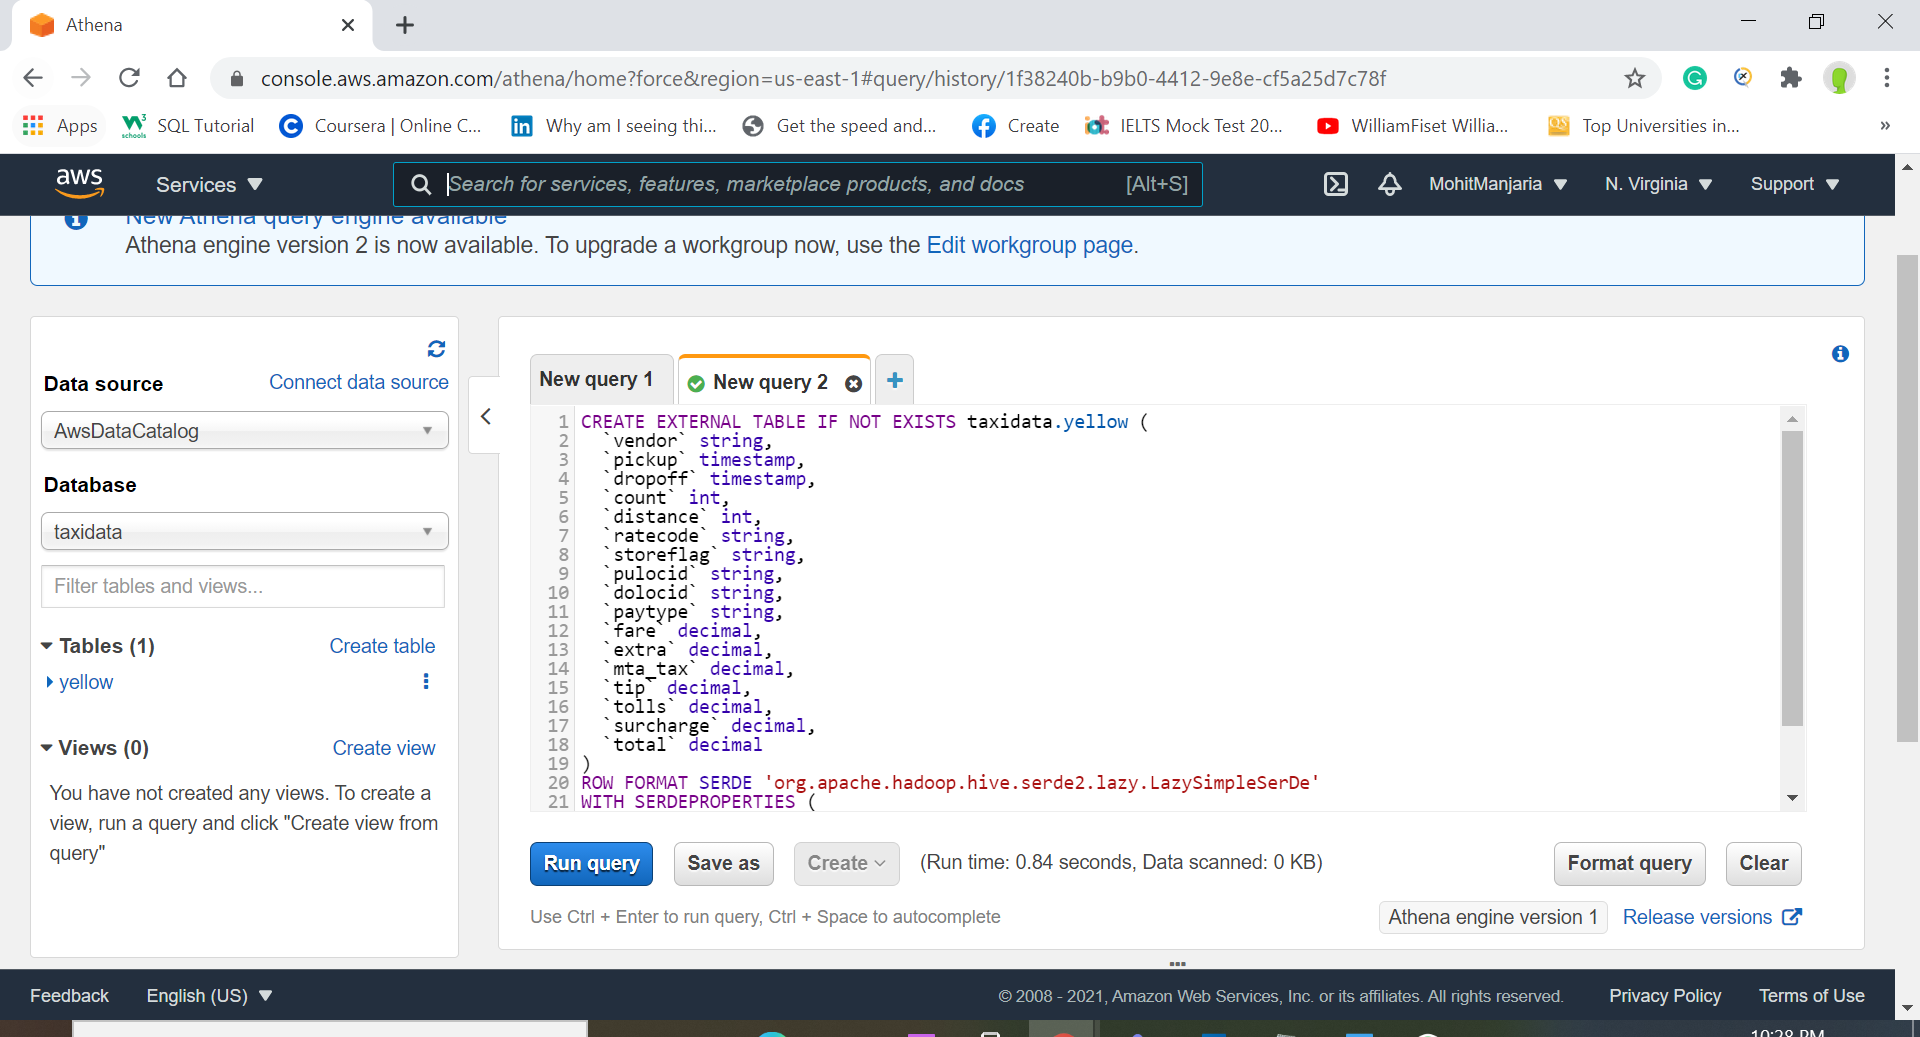 Athena
console.aws.amazon.com/athena/home?force&region=us-east-1#query/history/1f38240b-b9b0-4412-9e8e-cf5a25d7c78f
Apps
W3 schools SQL Tutorial
Coursera | Online C...
Why am I seeing thi...
Get the speed and...
Create
IELTS Mock Test 20...
WilliamFiset Willia...
Top Universities in...
»
aws
Services
Search for services, features, marketplace products, and docs
[Alt+S]
MohitManjaria
N. Virginia
Support
New Athena query engine available
Athena engine version 2 is now available. To upgrade a workgroup now, use the Edit workgroup page.
Data source
Connect data source
AwsDataCatalog
Database
taxidata
Filter tables and views...
Tables (1)
Create table
yellow
Views (0)
Create view
You have not created any views. To create a
view, run a query and click "Create view from
query"
New query 1
New query 2
+
1 CREATE EXTERNAL TABLE IF NOT EXISTS taxidata.yellow (
2 `vendor` string,
3 `pickup` timestamp,
4 `dropoff` timestamp,
5 `count` int,
6 `distance` int,
7 `ratecode` string,
8 `storeflag` string,
9 `pulocid` string,
10 `dolocid` string,
11 `paytype` string,
12 `fare` decimal,
13 `extra` decimal,
14 `mta_tax` decimal,
15 `tip` decimal,
16 `tolls` decimal,
17 `surcharge` decimal,
18 `total` decimal
19 )
20 ROW FORMAT SERDE 'org.apache.hadoop.hive.serde2.lazy.LazySimpleSerDe'
21 WITH SERDEPROPERTIES (
Run query
Save as
Create
(Run time: 0.84 seconds, Data scanned: 0 KB)
Format query
Clear
Use Ctrl + Enter to run query, Ctrl + Space to autocomplete
Athena engine version 1
Release versions
Feedback
English (US)
© 2008 - 2021, Amazon Web Services, Inc. or its affiliates. All rights reserved.
Privacy Policy
Terms of Use
10:28 PM